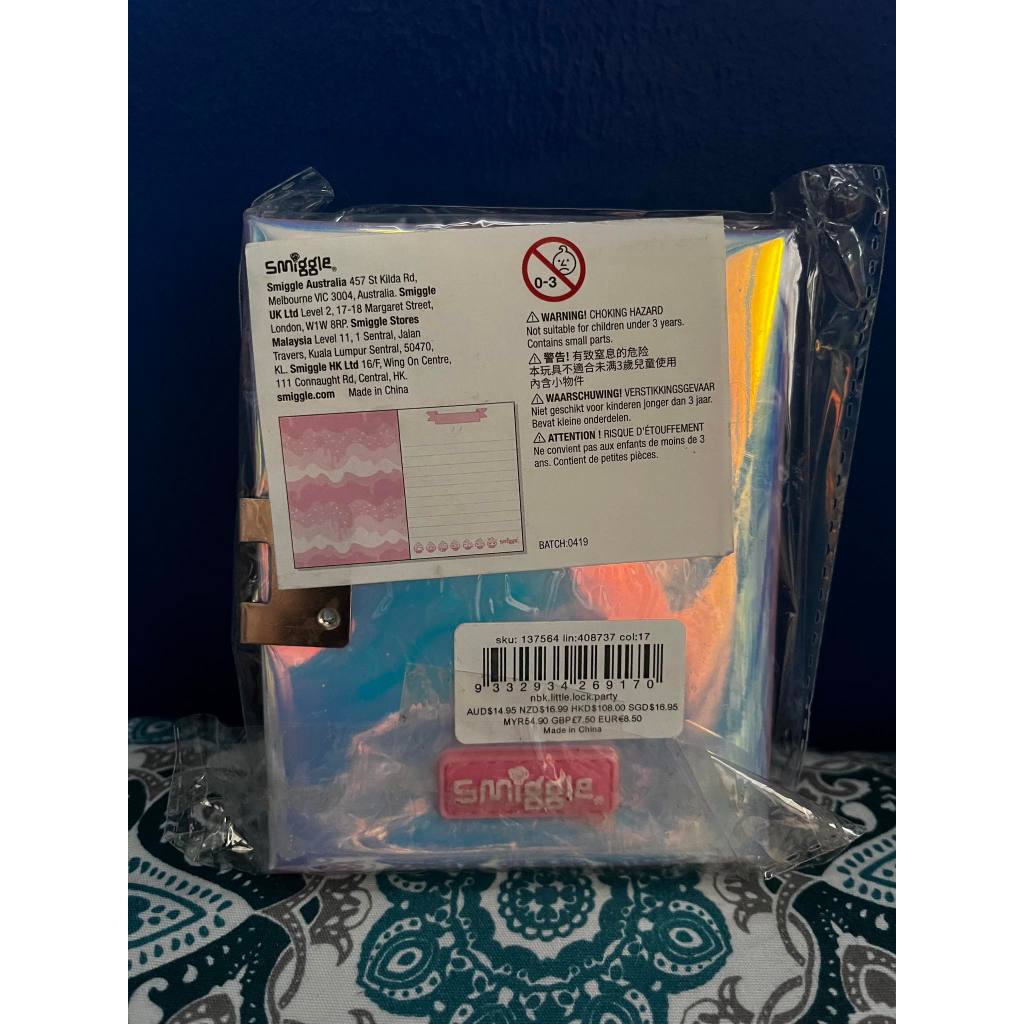 smiggle®
Smiggle Australia 457 St Kilda Rd,
Melbourne VIC 3004, Australia. Smiggle
UK Ltd Level 2, 17-18 Margaret Street,
London, W1W 8RP. Smiggle Stores
Malaysia Level 11, 1 Sentral, Jalan
Travers, Kuala Lumpur Sentral, 50470,
KL. Smiggle HK Ltd 16/F, Wing On Centre,
111 Connaught Rd, Central, HK.
smiggle.com Made in China
smiggle
0-3
⚠ WARNING! CHOKING HAZARD
Not suitable for children under 3 years.
Contains small parts.
⚠ 警告! 有致窒息的危险
本玩具不適合未满3歲兒童使用
內含小物件
⚠ WAARSCHUWING! VERSTIKKINGSGEVAAR
Niet geschikt voor kinderen jonger dan 3 jaar.
Bevat kleine onderdelen.
⚠ ATTENTION ! RISQUE D'ÉTOUFFEMENT
Ne convient pas aux enfants de moins de 3
ans. Contient de petites pièces.
BATCH:0419
sku: 137564 lin:408737 col:17
9 332934 269170
nbk.little.lock.party
AUD$14.95 NZD$16.99 HKD$108.00 SGD$16.95
MYR54.90 GBP£7.50 EUR€8.50
Made in China
smiggle®